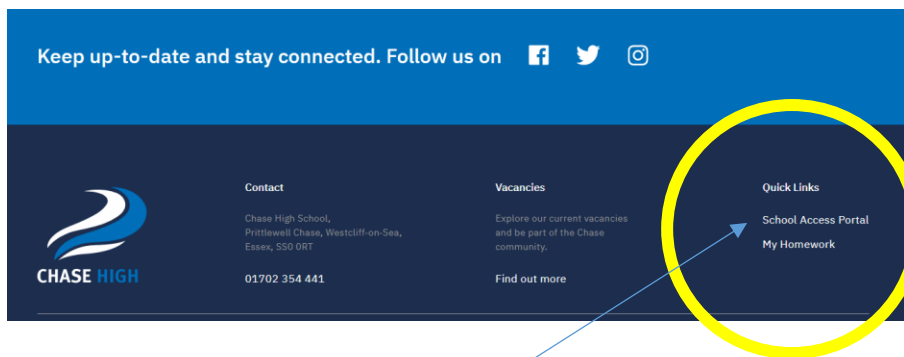 Keep up-to-date and stay connected. Follow us on
CHASE HIGH
Contact
Chase High School,
Prittlewell Chase, Westcliff-on-Sea,
Essex, SS0 0RT
01702 354 441
Vacancies
Explore our current vacancies
and be part of the Chase
community.
Find out more
Quick Links
School Access Portal
My Homework